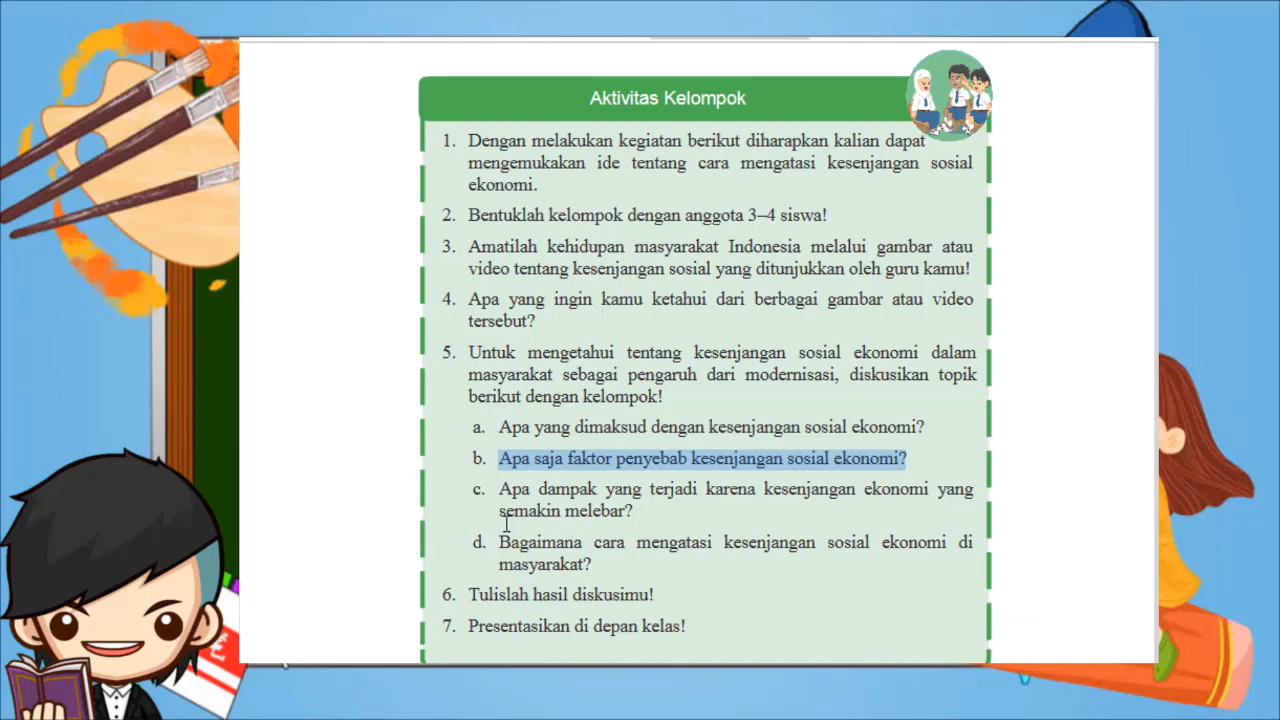 Aktivitas Kelompok
1. Dengan melakukan kegiatan berikut diharapkan kalian dapat
mengemukakan ide tentang cara mengatasi kesenjangan sosial
ekonomi.
2. Bentuklah kelompok dengan anggota 3–4 siswa!
3. Amatilah kehidupan masyarakat Indonesia melalui gambar atau
video tentang kesenjangan sosial yang ditunjukkan oleh guru kamu!
4. Apa yang ingin kamu ketahui dari berbagai gambar atau video
tersebut?
5. Untuk mengetahui tentang kesenjangan sosial ekonomi dalam
masyarakat sebagai pengaruh dari modernisasi, diskusikan topik
berikut dengan kelompok!
a. Apa yang dimaksud dengan kesenjangan sosial ekonomi?
b. Apa saja faktor penyebab kesenjangan sosial ekonomi?
c. Apa dampak yang terjadi karena kesenjangan ekonomi yang
semakin melebar?
d. Bagaimana cara mengatasi kesenjangan sosial ekonomi di
masyarakat?
6. Tulislah hasil diskusimu!
7. Presentasikan di depan kelas!